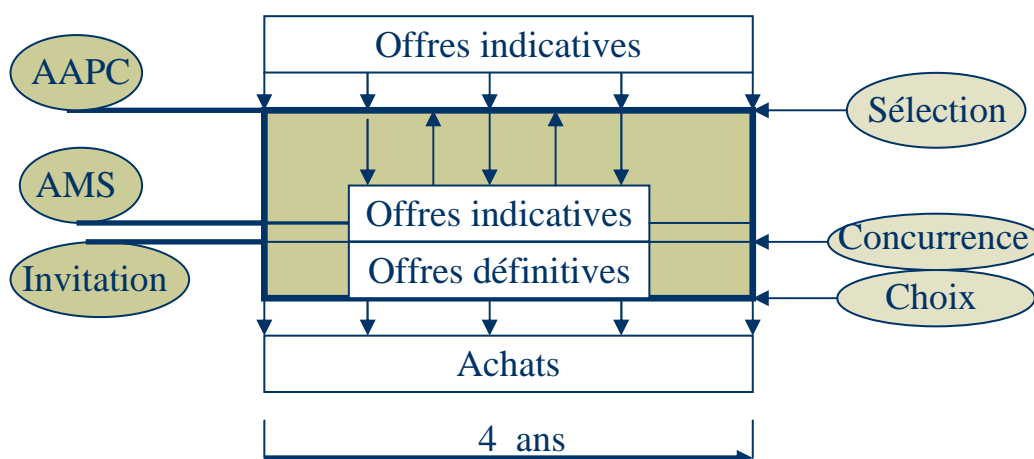 Offres indicatives
AAPC
Sélection
AMS
Offres indicatives
Concurrence
Invitation
Offres définitives
Choix
Achats
4 ans